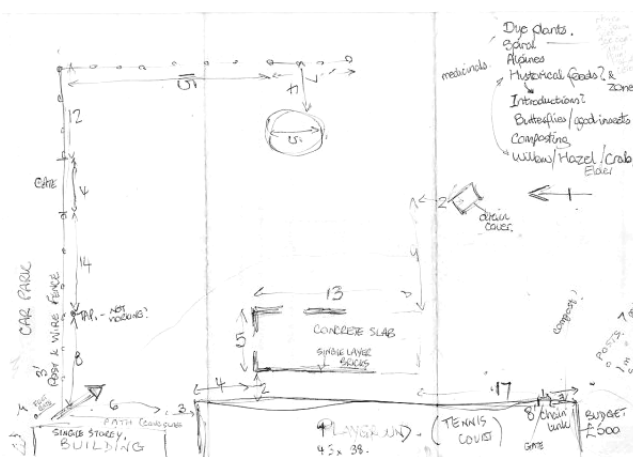 Dye plants.
Spiral
Alpines
medicinals
Historical foods? &
ZONE
Introductions?
Butterflies/good insects
Composting
Willow/Hazel/Crab/
Elder
15
7
4
5
12
GATE
4
14
TAP. - NOT
WORKING?
8
CAR PARK
3' POST & WIRE FENCE
2
drain
cover.
9
13
5
CONCRETE SLAB
SINGLE LAYER
BRICKS
4
2
17
6
3
PATH
SINGLE STOREY.
BUILDING
PLAYGROUND.
43 x 38.
(TENNIS
COURT)
8' chain
link
GATE
3
BUDGET
£500
compost?
POSTS